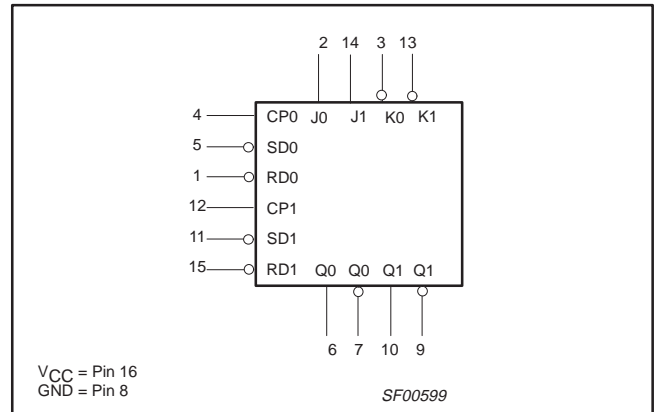 2 14 3 13
4 CP0 J0 J1 K0 K1
5 SD0
1 RD0
12 CP1
11 SD1
15 RD1 Q0 Q0 Q1 Q1
6 7 10 9
VCC = Pin 16
GND = Pin 8
SF00599